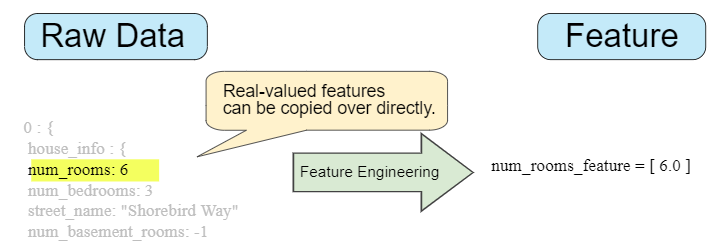 Raw Data
Feature
Real-valued features
can be copied over directly.
0 : {
house_info : {
num_rooms: 6
num_bedrooms: 3
street_name: "Shorebird Way"
num_basement_rooms: -1
Feature Engineering
num_rooms_feature = [ 6.0 ]